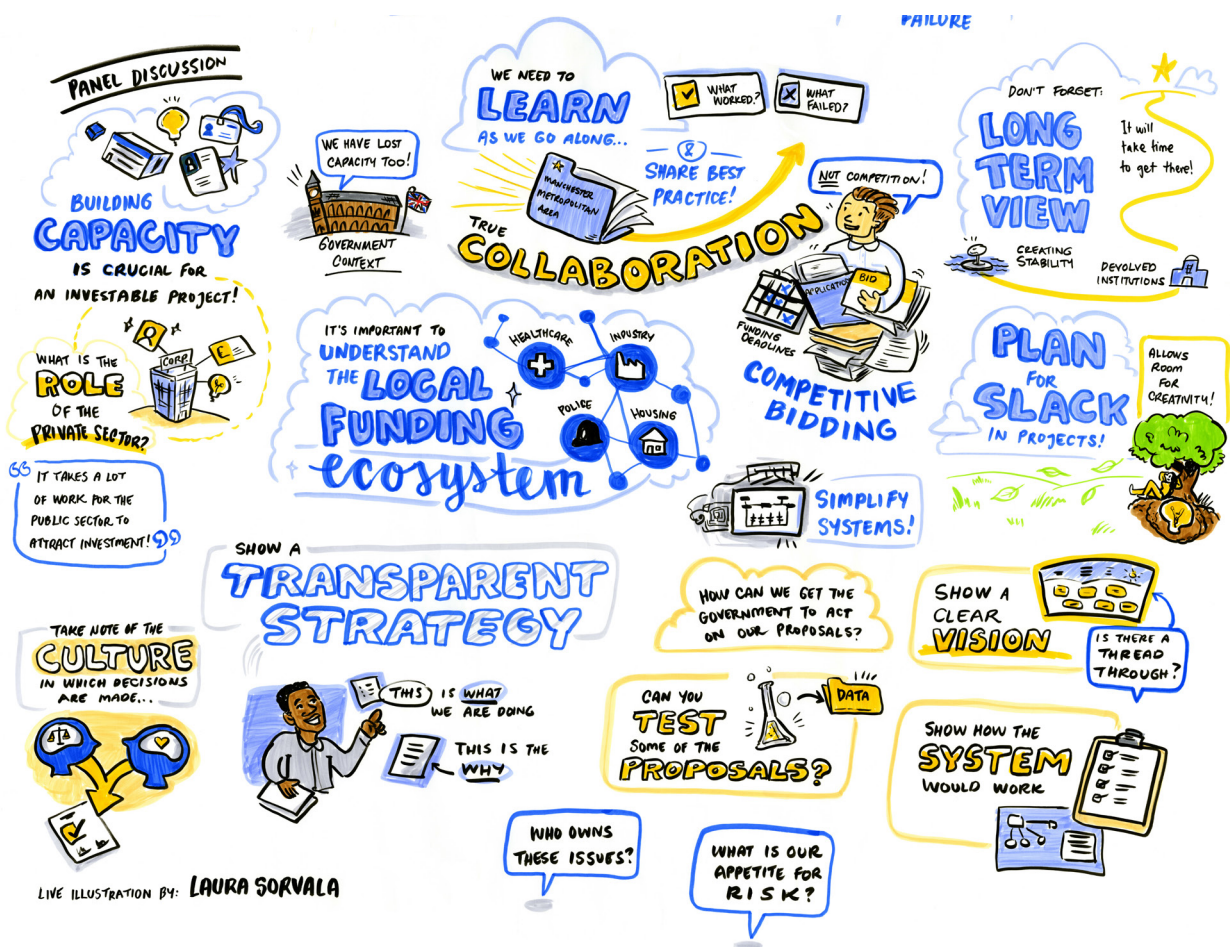 FAILURE
PANEL DISCUSSION
BUILDING
CAPACITY
IS CRUCIAL FOR
AN INVESTABLE PROJECT!
WHAT IS THE
ROLE
OF THE
PRIVATE SECTOR?
CORP
£
IT TAKES A LOT
OF WORK FOR THE
PUBLIC SECTOR TO
ATTRACT INVESTMENT!
WE HAVE LOST
CAPACITY TOO!
GOVERNMENT
CONTEXT
WE NEED TO
LEARN
AS WE GO ALONG...
&
SHARE BEST
PRACTICE!
WHAT
WORKED?
WHAT
FAILED?
MANCHESTER
METROPOLITAN
AREA
TRUE
COLLABORATION
NOT COMPETITION!
APPLICATION
BID
FUNDING
DEADLINES
COMPETITIVE
BIDDING
DON'T FORGET:
LONG
TERM
VIEW
It will
take time
to get there!
CREATING
STABILITY
DEVOLVED
INSTITUTIONS
IT'S IMPORTANT TO
UNDERSTAND
THE LOCAL
FUNDING
ecosystem
HEALTHCARE
INDUSTRY
POLICE
HOUSING
PLAN
FOR
SLACK
IN PROJECTS!
ALLOWS
ROOM
FOR
CREATIVITY!
SIMPLIFY
SYSTEMS!
SHOW A
TRANSPARENT
STRATEGY
THIS IS WHAT
WE ARE DOING
THIS IS THE
WHY
TAKE NOTE OF THE
CULTURE
IN WHICH DECISIONS
ARE MADE...
HOW CAN WE GET THE
GOVERNMENT TO ACT
ON OUR PROPOSALS?
CAN YOU
TEST
SOME OF THE
PROPOSALS?
DATA
SHOW A
CLEAR
VISION
IS THERE A
THREAD
THROUGH?
SHOW HOW THE
SYSTEM
WOULD WORK
WHO OWNS
THESE ISSUES?
WHAT IS OUR
APPETITE FOR
RISK?
LIVE ILLUSTRATION BY: LAURA SORVALA